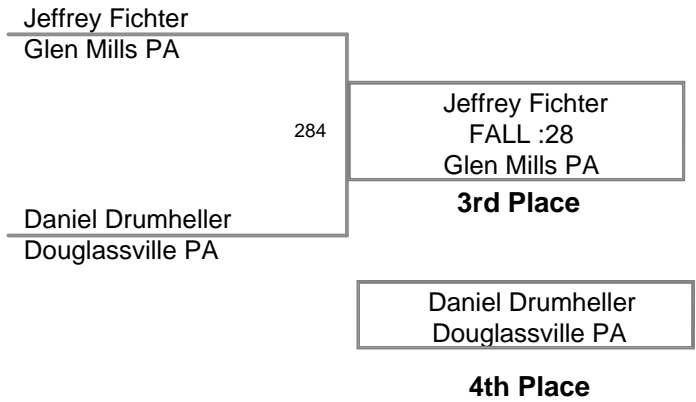 Jeffrey Fichter
Glen Mills PA
284
Jeffrey Fichter
FALL :28
Glen Mills PA
3rd Place
Daniel Drumheller
Douglassville PA
Daniel Drumheller
Douglassville PA
4th Place